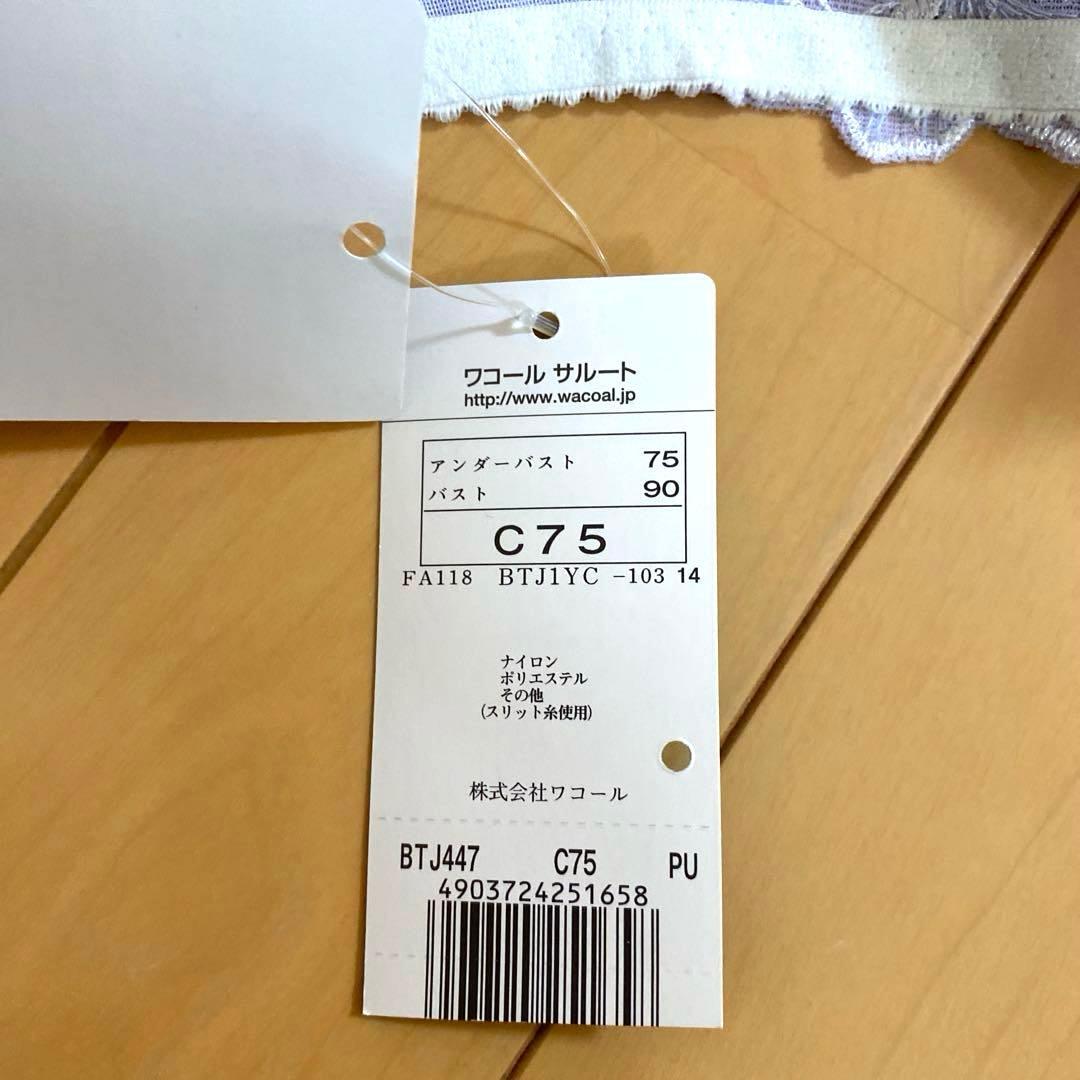 ワコール サルート
http://www.wacoal.jp
アンダーバスト 75
バスト 90
C75
FA118 BTJ1YC -103 14
ナイロン
ポリエステル
その他
(スリット糸使用)
株式会社ワコール
BTJ447 C75 PU
4903724251658